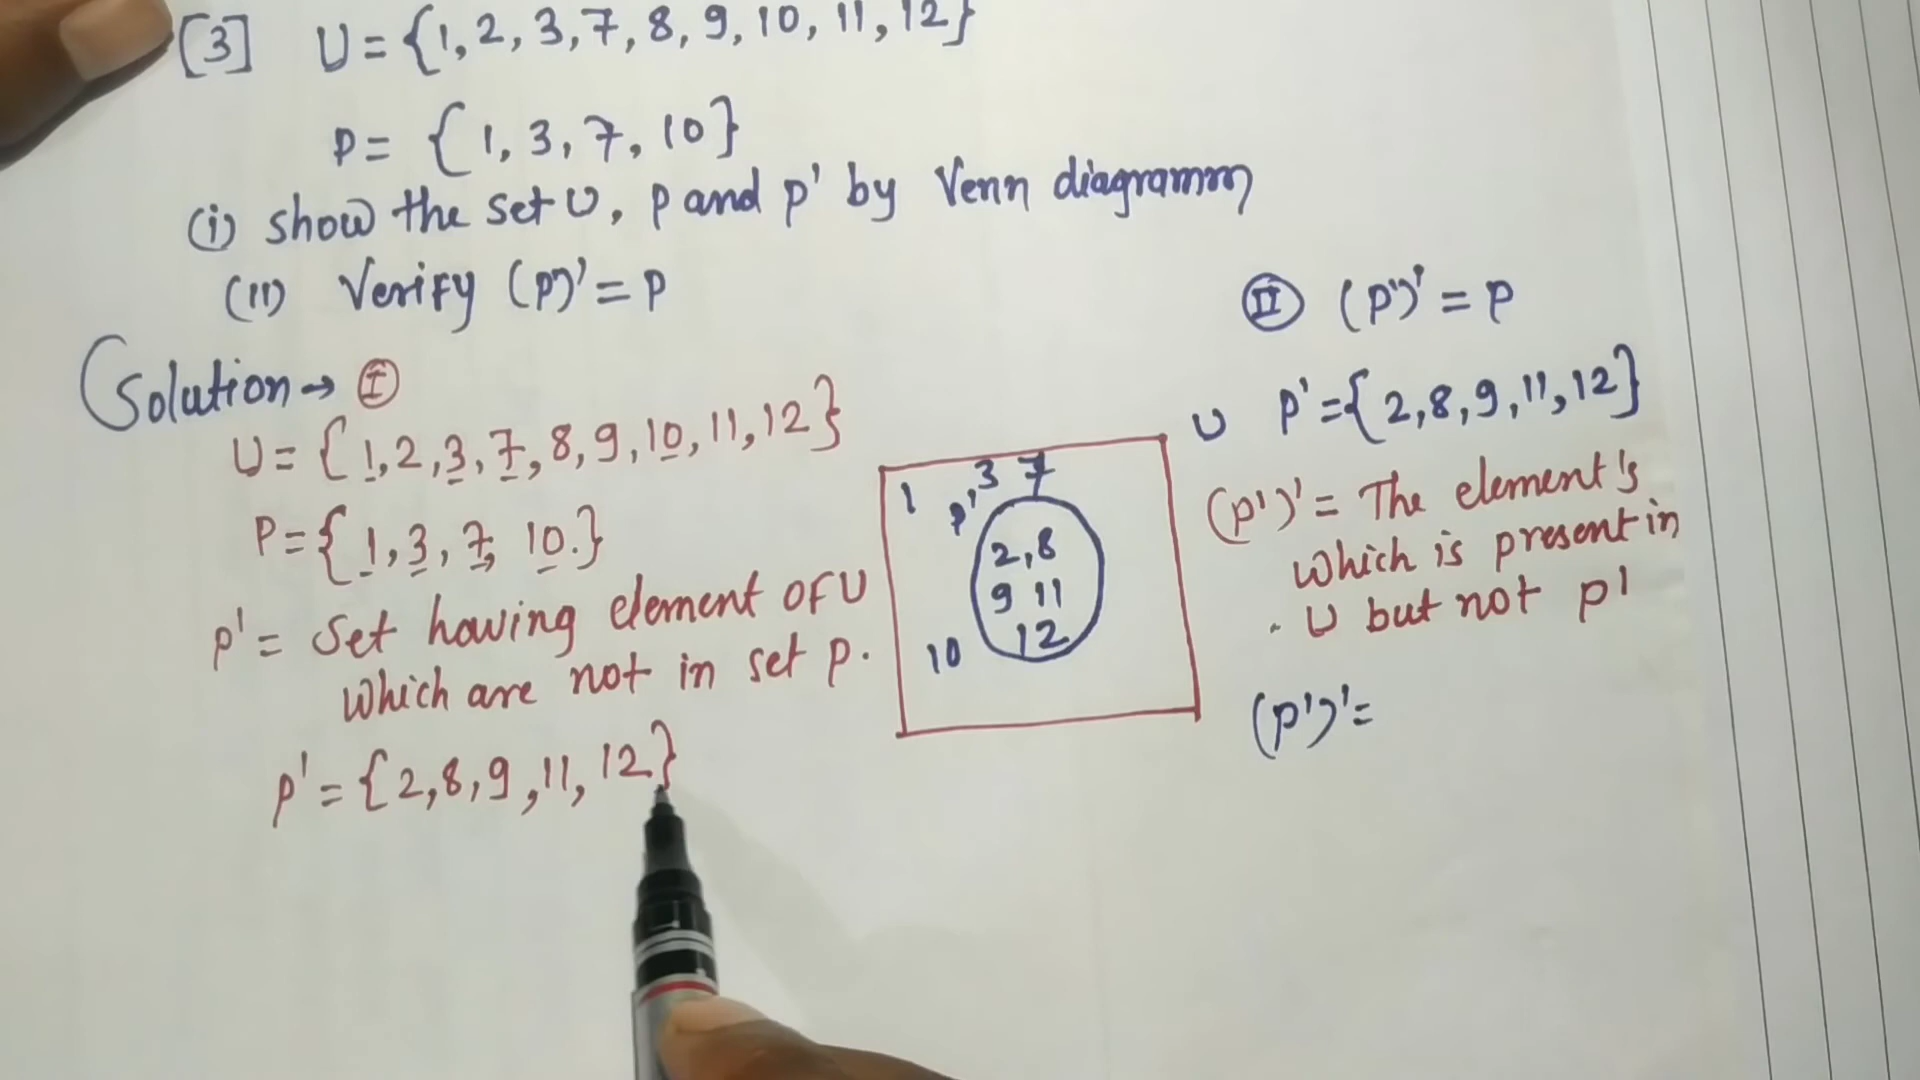 [3] U = {1, 2, 3, 7, 8, 9, 10, 11, 12}
P = {1, 3, 7, 10}
(i) show the set U, P and P' by Venn diagramm
(ii) Verify (P')' = P
Solution → I
U = {1, 2, 3, 7, 8, 9, 10, 11, 12}
P = {1, 3, 7, 10.}
P' = Set having element of U
which are not in set P.
P' = {2, 8, 9, 11, 12}
U
1 3 7
P'
2, 8
9 11
12
10
II (P')' = P
P' = {2, 8, 9, 11, 12}
(P')' = The element's
which is present in
U but not P'
(P')' =